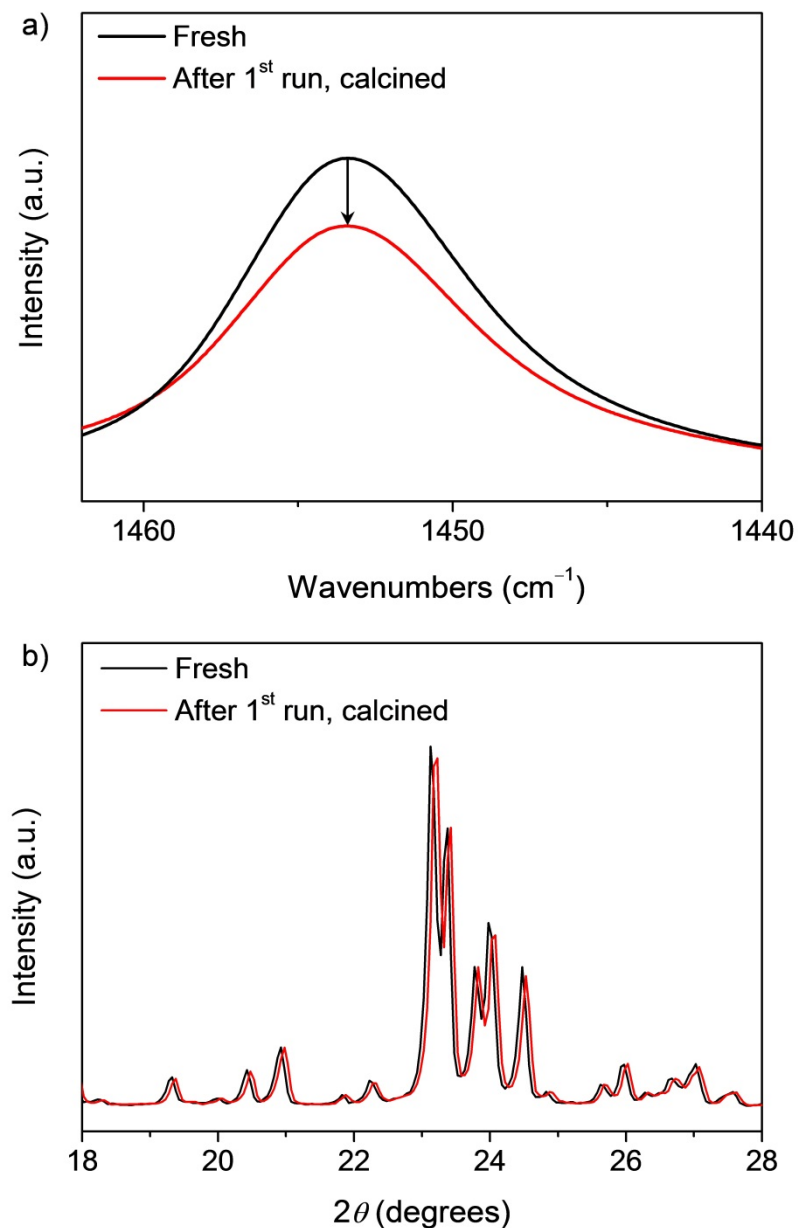 a)
Fresh
After 1st run, calcined
Intensity (a.u.)
1460 1450 1440
Wavenumbers (cm−1)
b)
Fresh
After 1st run, calcined
Intensity (a.u.)
18 20 22 24 26 28
2θ (degrees)